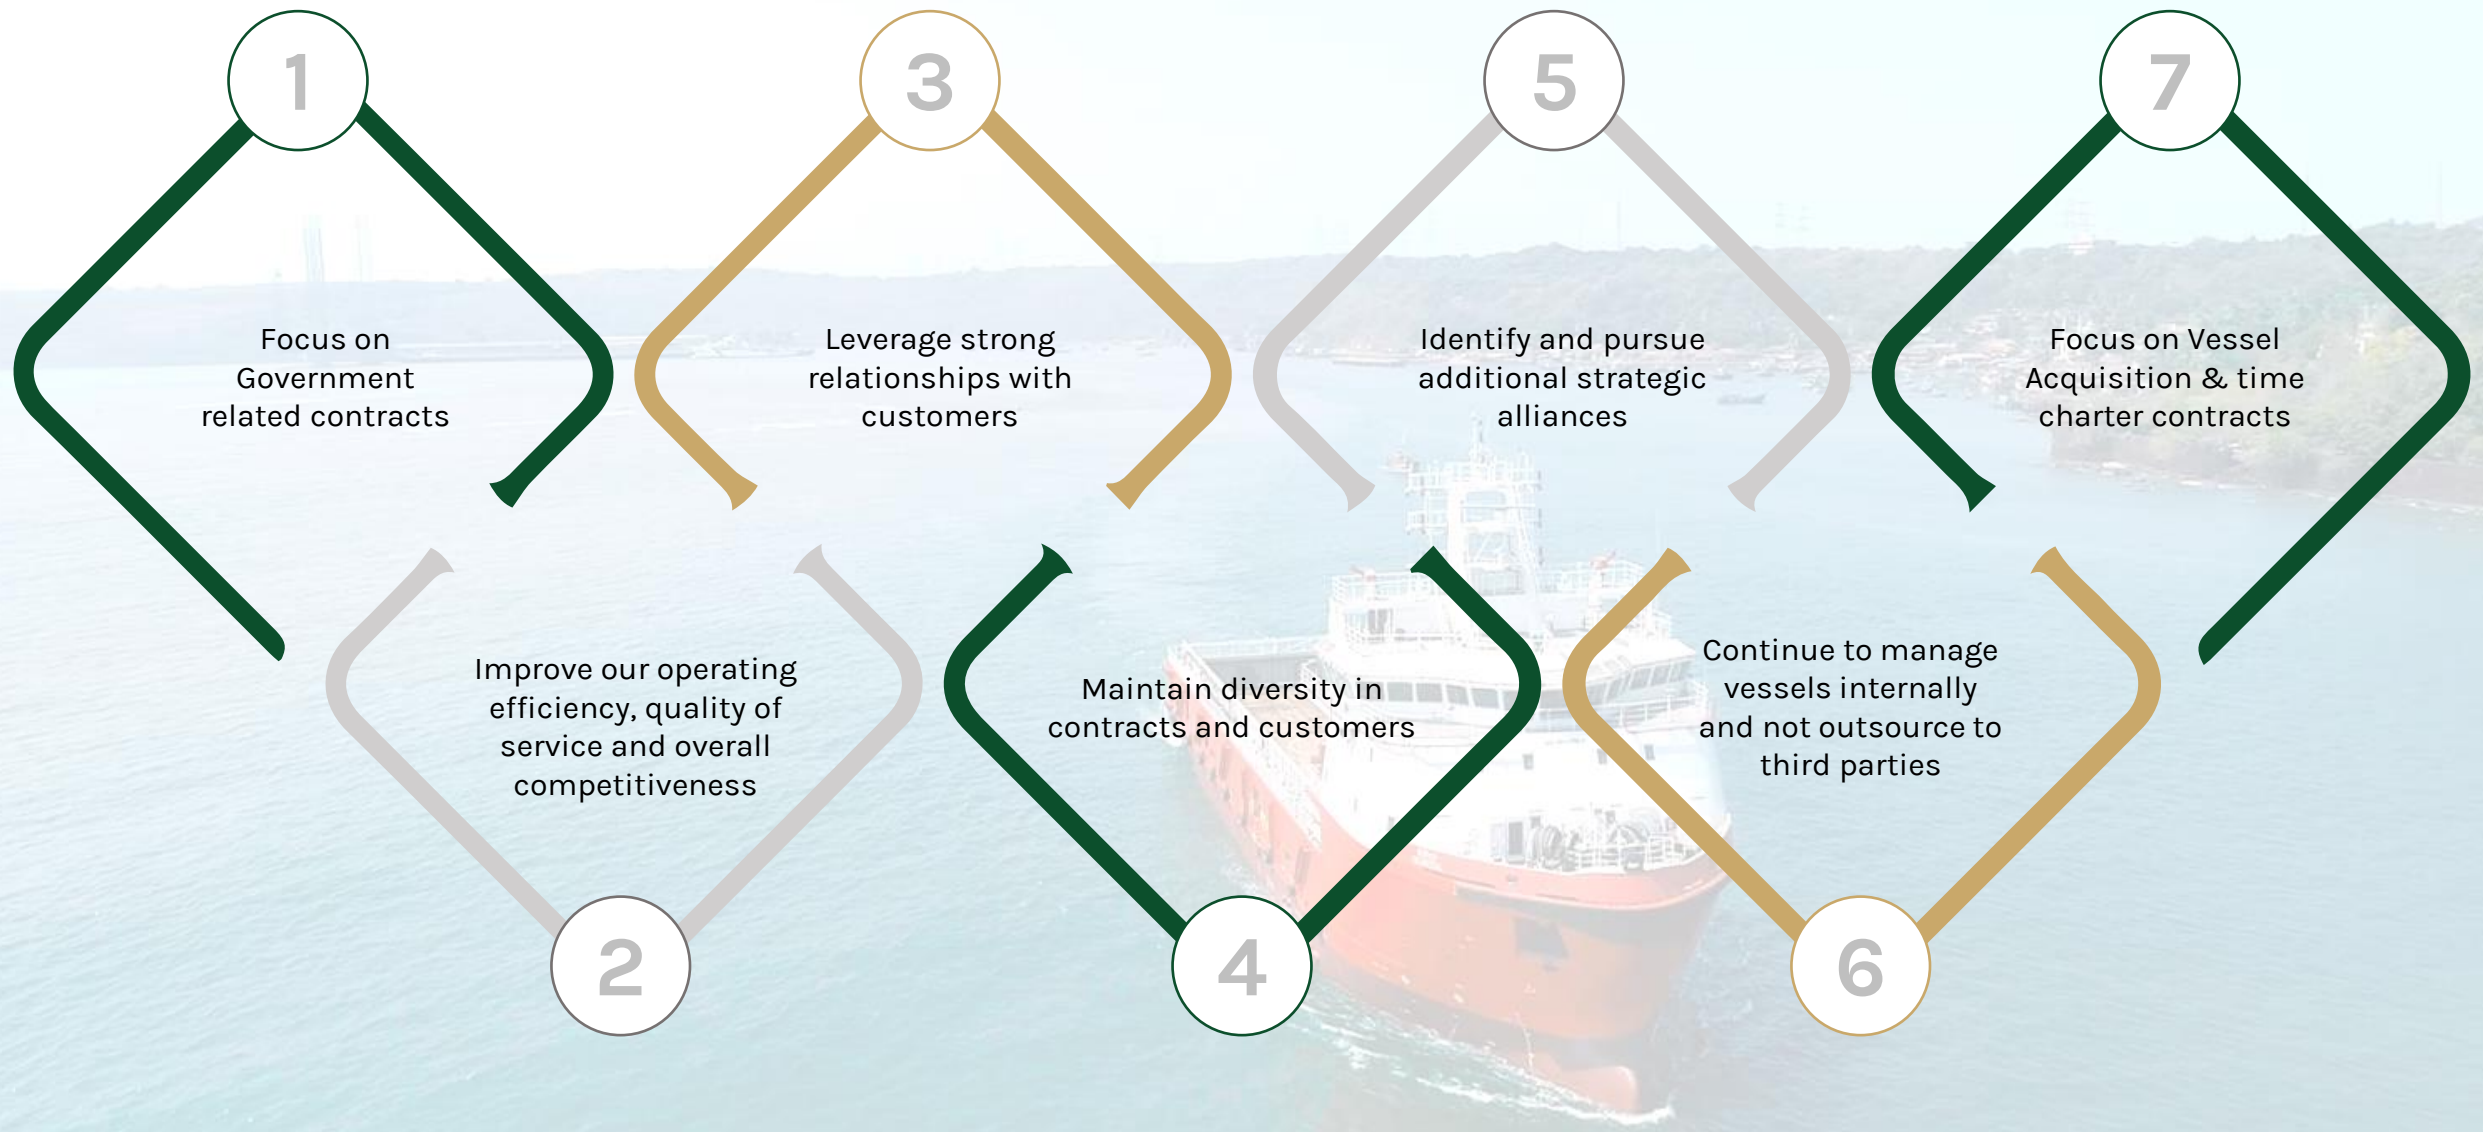 1
Focus on
Government
related contracts
2
Improve our operating
efficiency, quality of
service and overall
competitiveness
3
Leverage strong
relationships with
customers
4
Maintain diversity in
contracts and customers
5
Identify and pursue
additional strategic
alliances
6
Continue to manage
vessels internally
and not outsource to
third parties
7
Focus on Vessel
Acquisition & time
charter contracts